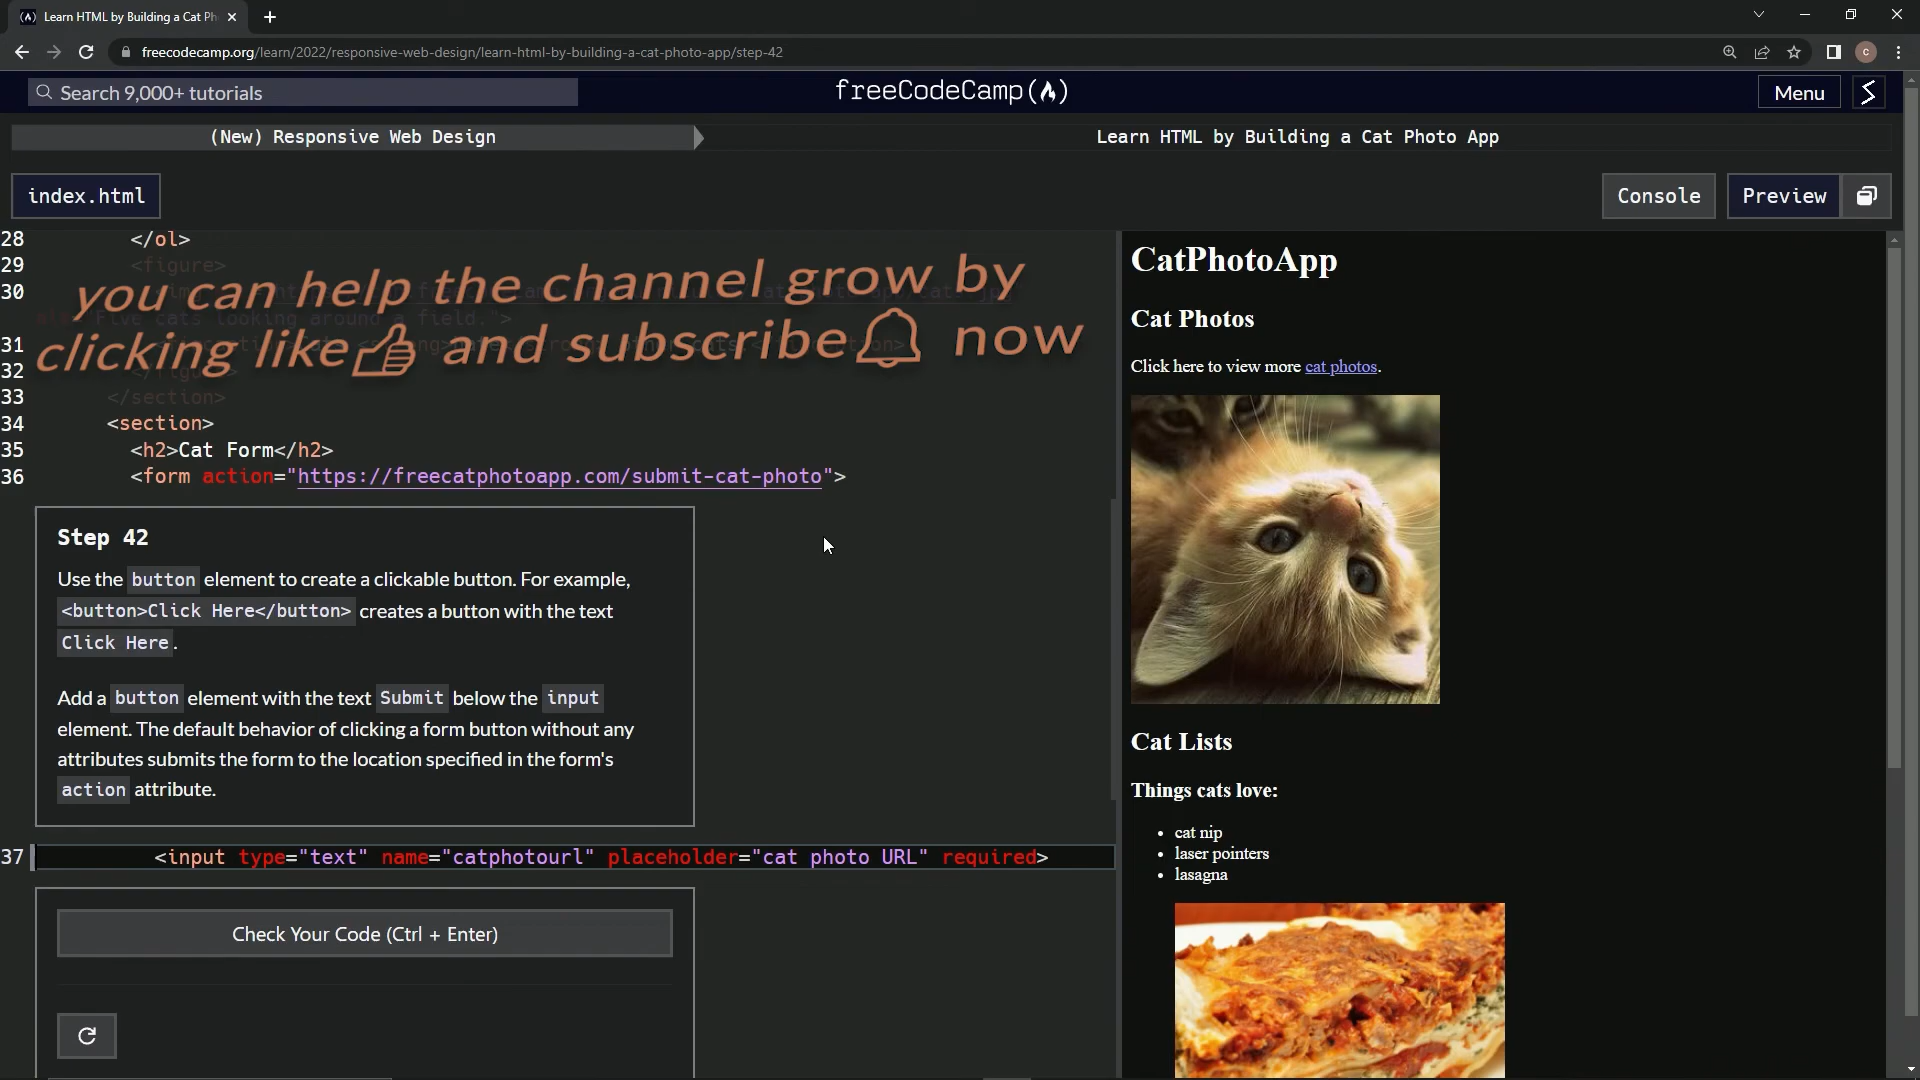 Learn HTML by Building a Cat Ph
freecodecamp.org/learn/2022/responsive-web-design/learn-html-by-building-a-cat-photo-app/step-42
C
Search 9,000+ tutorials
freeCodeCamp
Menu
(New) Responsive Web Design
Learn HTML by Building a Cat Photo App
index.html
Console
Preview
28 </ol>
29 <figure>
30
you can help the channel grow by
"Five cats looking around a field.">
31
clicking like and subscribe now
32
33 </section>
34 <section>
35 <h2>Cat Form</h2>
36 <form action="https://freecatphotoapp.com/submit-cat-photo">
Step 42
Use the button element to create a clickable button. For example,
<button>Click Here</button> creates a button with the text
Click Here.
Add a button element with the text Submit below the input
element. The default behavior of clicking a form button without any
attributes submits the form to the location specified in the form's
action attribute.
37 <input type="text" name="catphotourl" placeholder="cat photo URL" required>
Check Your Code (Ctrl + Enter)
CatPhotoApp
Cat Photos
Click here to view more cat photos.
Cat Lists
Things cats love:
• cat nip
• laser pointers
• lasagna